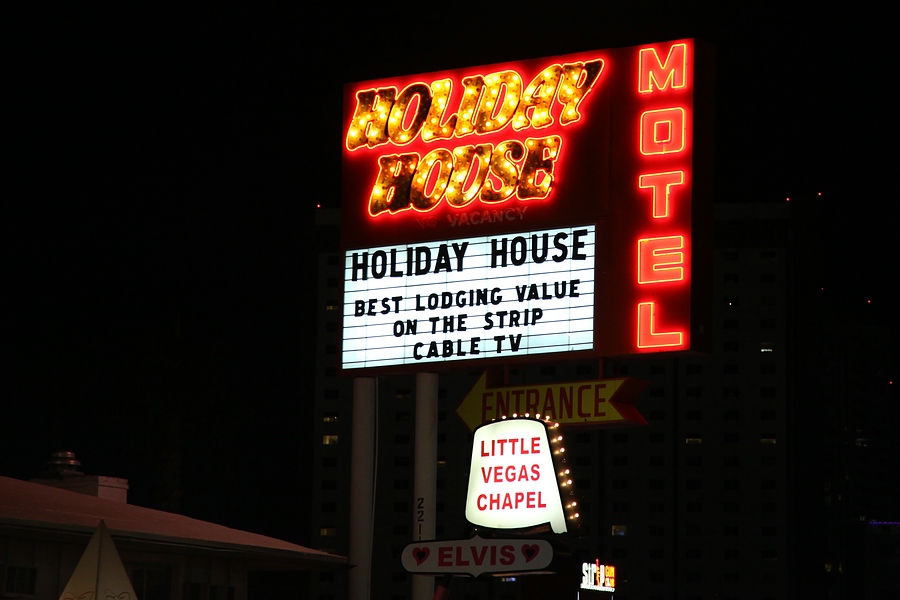 HOLIDAY
HOUSE
MOTEL
VACANCY
HOLIDAY HOUSE
BEST LODGING VALUE
ON THE STRIP
CABLE TV
ENTRANCE
LITTLE
VEGAS
CHAPEL
ELVIS